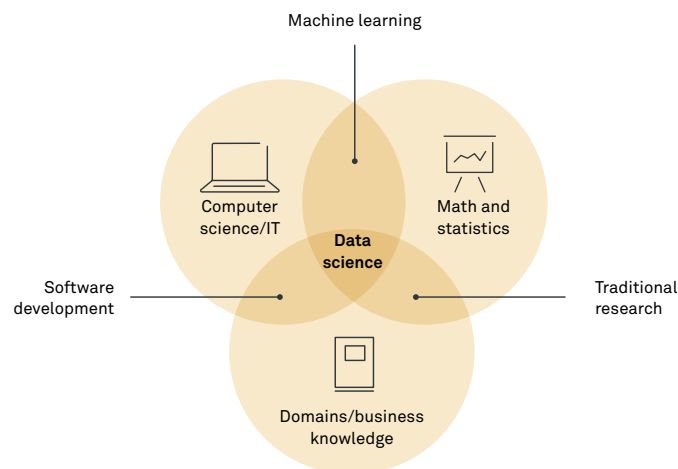 Machine learning
Computer
science/IT
Math and
statistics
Data
science
Software
development
Traditional
research
Domains/business
knowledge